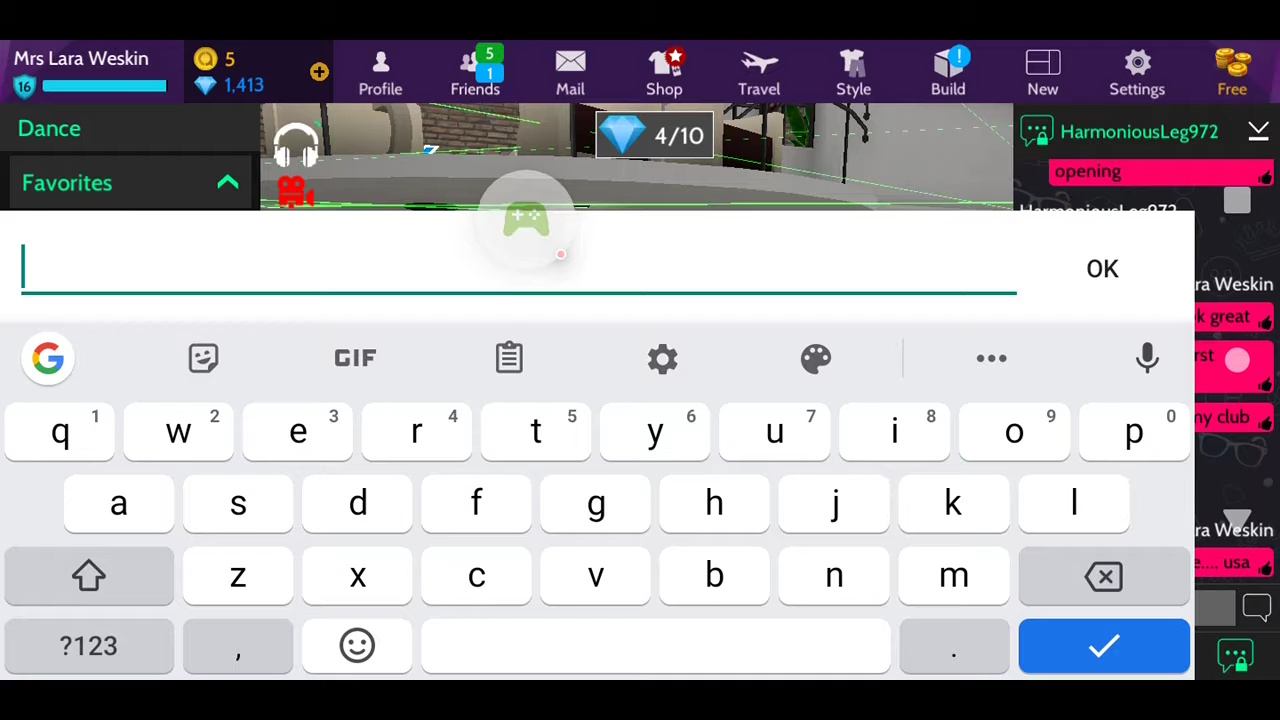 Mrs Lara Weskin
16
5
1,413
Profile
5
1
Friends
Mail
Shop
Travel
Style
!
Build
New
Settings
Free
Dance
Favorites
4/10
HarmoniousLeg972
opening
HarmoniousLeg972
ra Weskin
k great
rst
ny club
ra Weskin
e.... usa
OK
G
GIF
q 1 w 2 e 3 r 4 t 5 y 6 u 7 i 8 o 9 p 0
a s d f g h j k l
z x c v b n m
?123 , .